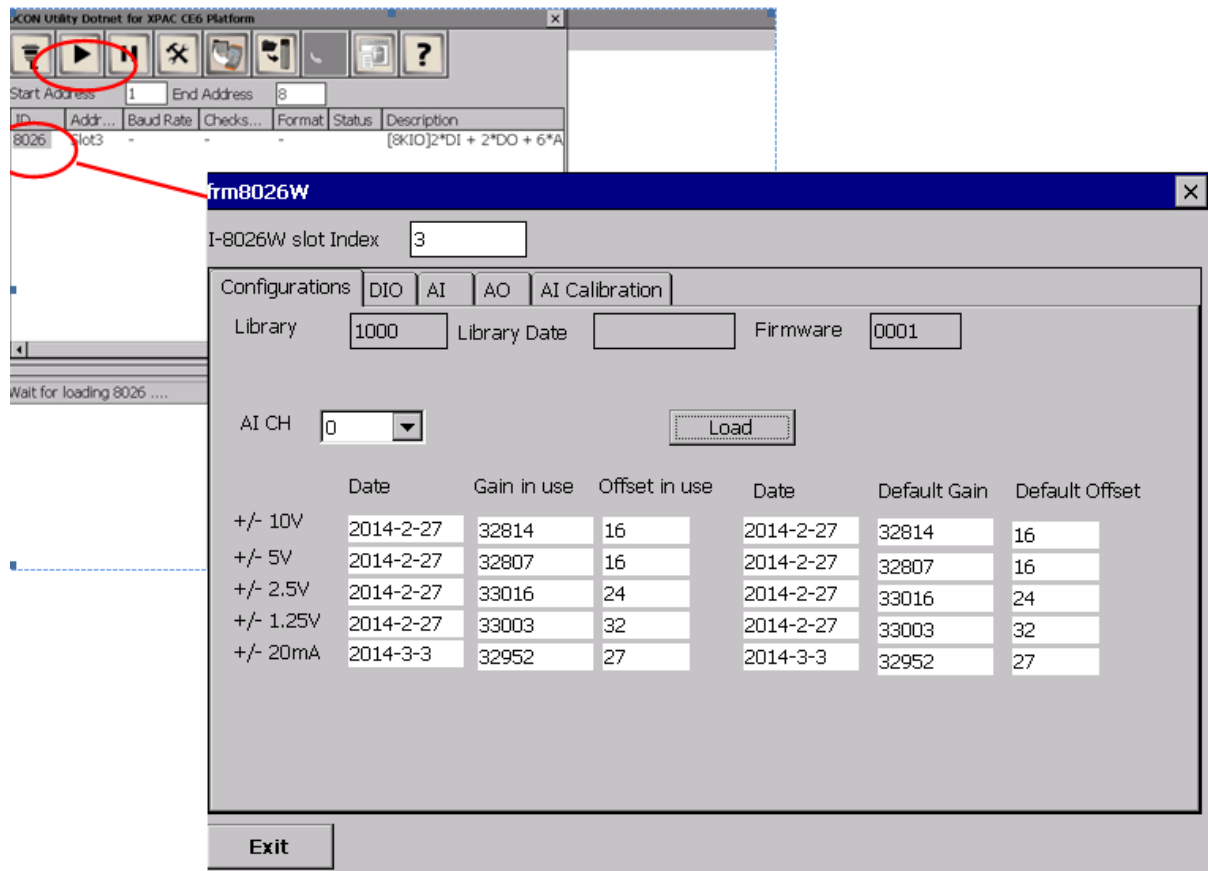 CON Utility Dotnet for XPAC CE6 Platform
?
Start Address 1 End Address 8
ID Addr... Baud Rate Checks... Format Status Description
8026 Slot3 - - - [8KIO]2*DI + 2*DO + 6*A
Wait for loading 8026 ....
frm8026W
I-8026W slot Index 3
Configurations DIO AI AO AI Calibration
Library 1000 Library Date Firmware 0001
AI CH 0 Load
Date Gain in use Offset in use Date Default Gain Default Offset
+/- 10V 2014-2-27 32814 16 2014-2-27 32814 16
+/- 5V 2014-2-27 32807 16 2014-2-27 32807 16
+/- 2.5V 2014-2-27 33016 24 2014-2-27 33016 24
+/- 1.25V 2014-2-27 33003 32 2014-2-27 33003 32
+/- 20mA 2014-3-3 32952 27 2014-3-3 32952 27
Exit